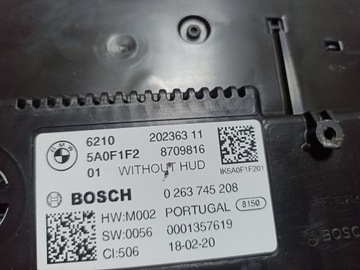 BMW
6210 202363 11
5A0F1F2 8709816
01 WITHOUT HUD
IK5A0F1F201
BOSCH 0 263 745 208
HW:M002 PORTUGAL 8150
SW:0056 0001357619
CI:506 18-02-20